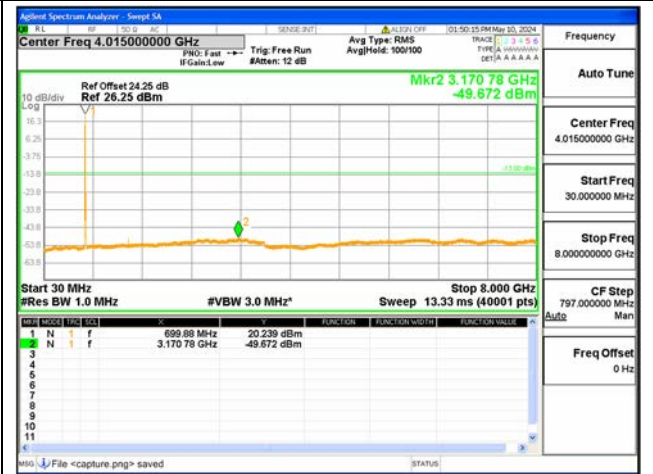 Agilent Spectrum Analyzer - Swept SA
RL RF 50 Ω AC SENSE:INT ALIGN OFF 01:50:15 PM May 10, 2024
Center Freq 4.015000000 GHz
PNO: Fast
IFGain:Low
Trig: Free Run
#Atten: 12 dB
Avg Type: RMS
Avg|Hold: 100/100
TRACE 1 2 3 4 5 6
TYPE A
DET A A A A A A
Frequency
Auto Tune
Center Freq
4.015000000 GHz
Start Freq
30.000000 MHz
Stop Freq
8.000000000 GHz
CF Step
797.000000 MHz
Auto Man
Freq Offset
0 Hz
Mkr2 3.170 78 GHz
-49.672 dBm
Ref Offset 24.25 dB
10 dB/div Ref 26.25 dBm
Log
1
16.3
6.25
-3.75
-13.8
-13.00 dBm
-23.8
-33.8
-43.8
2
-53.8
-63.8
Start 30 MHz Stop 8.000 GHz
#Res BW 1.0 MHz #VBW 3.0 MHz* Sweep 13.33 ms (40001 pts)
MKR MODE TRC SCL X Y FUNCTION FUNCTION WIDTH FUNCTION VALUE
1 N 1 f 699.88 MHz 20.239 dBm
2 N 1 f 3.170 78 GHz -49.672 dBm
3
4
5
6
7
8
9
10
11
MSG File <capture.png> saved STATUS